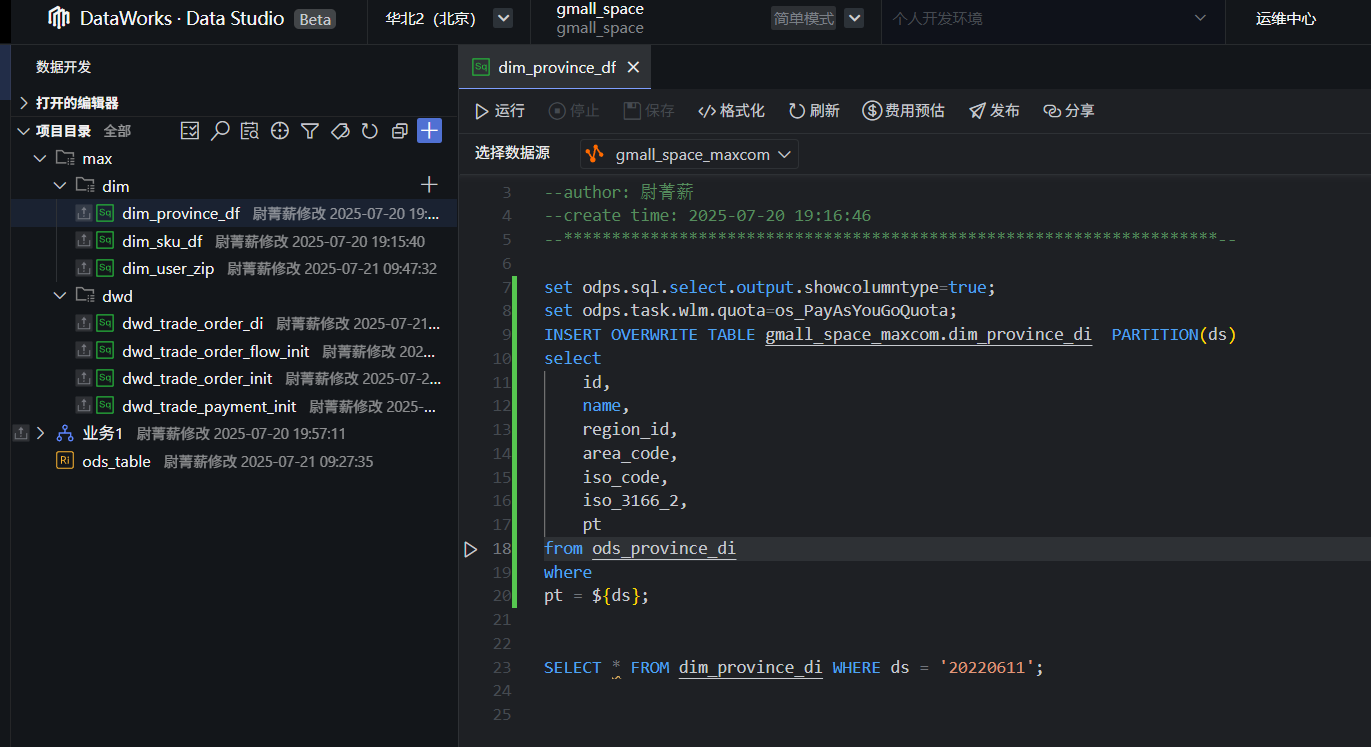 DataWorks · Data Studio Beta
华北2（北京）
gmall_space
gmall_space
简单模式
个人开发环境
运维中心
数据开发
打开的编辑器
项目目录 全部
max
dim
dim_province_df 尉菁薪修改 2025-07-20 19:...
dim_sku_df 尉菁薪修改 2025-07-20 19:15:40
dim_user_zip 尉菁薪修改 2025-07-21 09:47:32
dwd
dwd_trade_order_di 尉菁薪修改 2025-07-21...
dwd_trade_order_flow_init 尉菁薪修改 202...
dwd_trade_order_init 尉菁薪修改 2025-07-2...
dwd_trade_payment_init 尉菁薪修改 2025-...
业务1 尉菁薪修改 2025-07-20 19:57:11
Ri ods_table 尉菁薪修改 2025-07-21 09:27:35
Sq dim_province_df
运行 停止 保存 格式化 刷新 费用预估 发布 分享
选择数据源 gmall_space_maxcom
3 --author: 尉菁薪
4 --create time: 2025-07-20 19:16:46
5 --********************************************************************--
6
7 set odps.sql.select.output.showcolumntype=true;
8 set odps.task.wlm.quota=os_PayAsYouGoQuota;
9 INSERT OVERWRITE TABLE gmall_space_maxcom.dim_province_di PARTITION(ds)
10 select
11 id,
12 name,
13 region_id,
14 area_code,
15 iso_code,
16 iso_3166_2,
17 pt
18 from ods_province_di
19 where
20 pt = ${ds};
21
22
23 SELECT * FROM dim_province_di WHERE ds = '20220611';
24
25